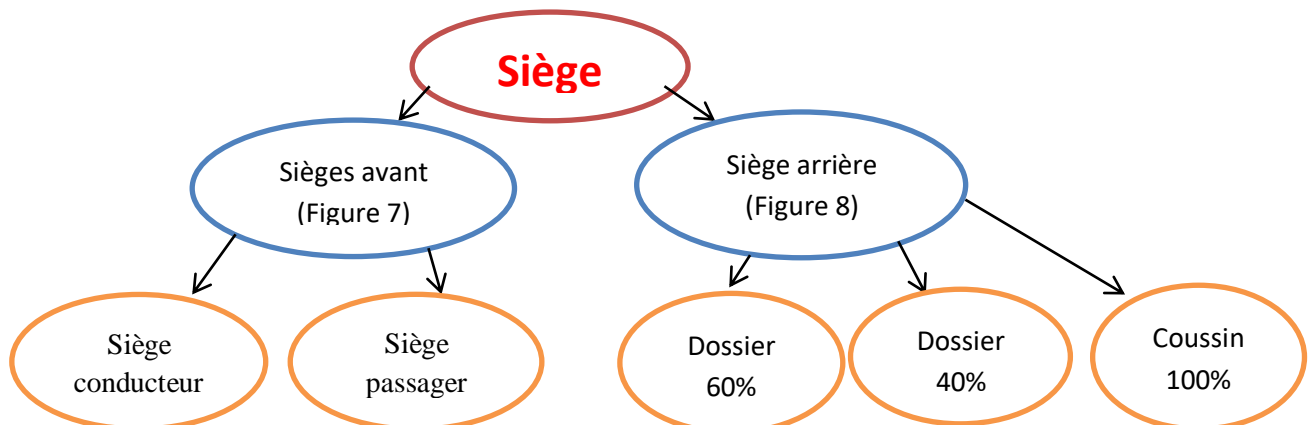 Siège
Sièges avant
(Figure 7)
Siège arrière
(Figure 8)
Siège
conducteur
Siège
passager
Dossier
60%
Dossier
40%
Coussin
100%